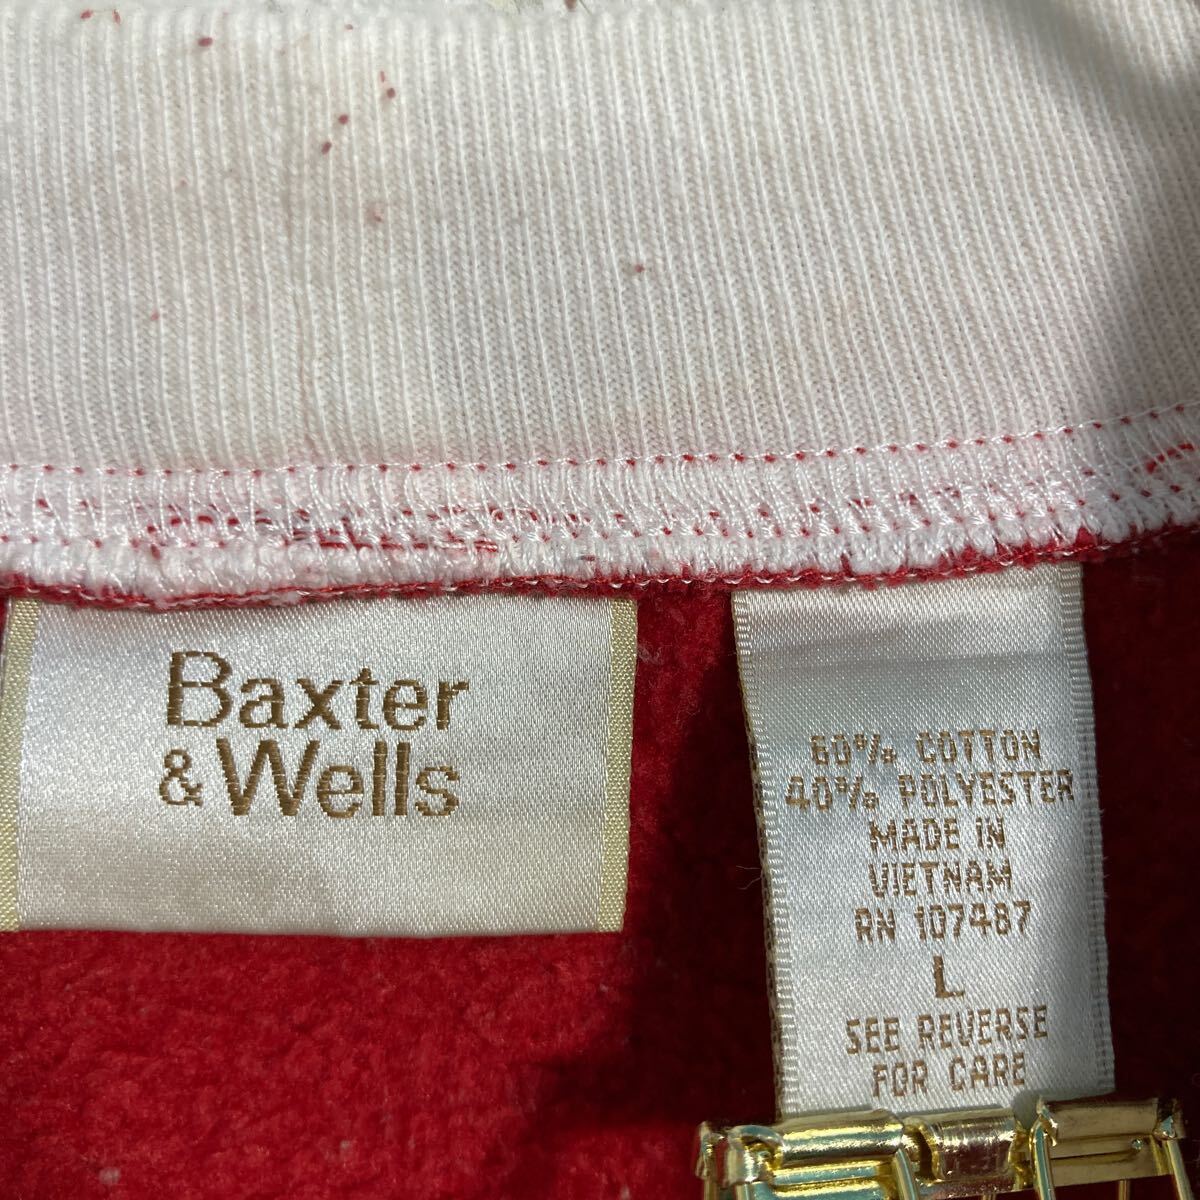 Baxter
& Wells
60% COTTON
40% POLYESTER
MADE IN
VIETNAM
RN 107487
L
SEE REVERSE
FOR CARE